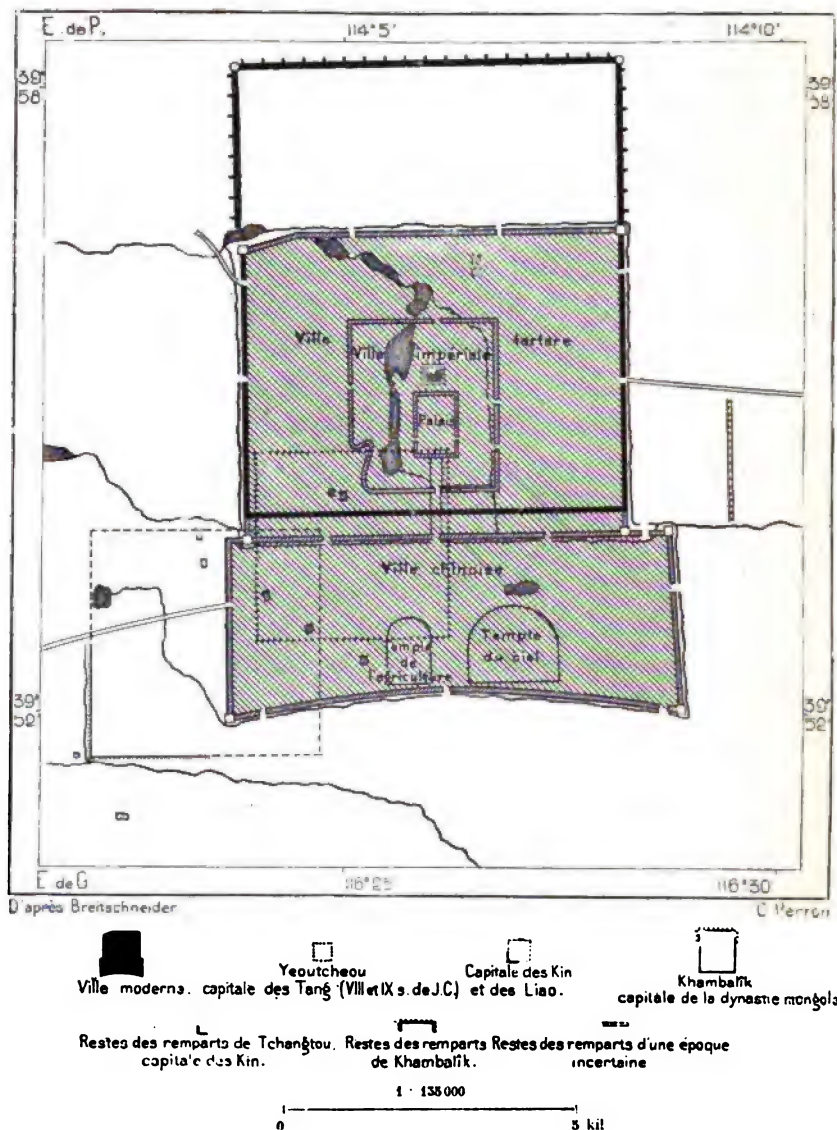 E. de P.
114°5'
114°10'
39°
58'
39°
58'
Ville
Ville impériale
tartare
Palais
Ville chinoise
Temple
de
l'agriculture
Temple
du ciel
39°
52'
39°
52'
E. de G
116°25'
116°30'
D'après Breitschneider
C. Perron
Ville moderne.
Yeoutcheou
capitale des Tang (VIII et IX s. de J.C.) et des Liao.
Capitale des Kin
Khambalîk
capitale de la dynastie mongole
Restes des remparts de Tchangtou,
capitale des Kin.
Restes des remparts
de Khambalîk.
Restes des remparts d'une époque
incertaine
1 : 135 000
0
5 kil